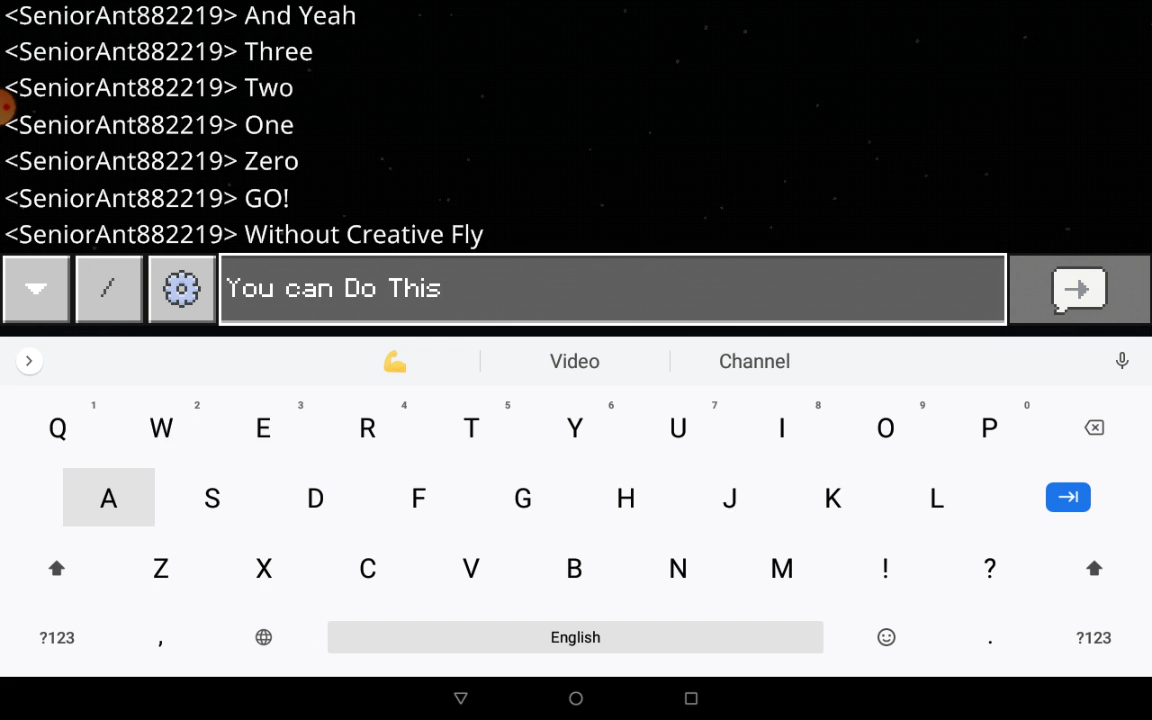 <SeniorAnt882219> And Yeah
<SeniorAnt882219> Three
<SeniorAnt882219> Two
<SeniorAnt882219> One
<SeniorAnt882219> Zero
<SeniorAnt882219> GO!
<SeniorAnt882219> Without Creative Fly
/ You can Do This
💪 Video Channel
1 2 3 4 5 6 7 8 9 0
Q W E R T Y U I O P
A S D F G H J K L
Z X C V B N M ! ?
?123 , English . ?123